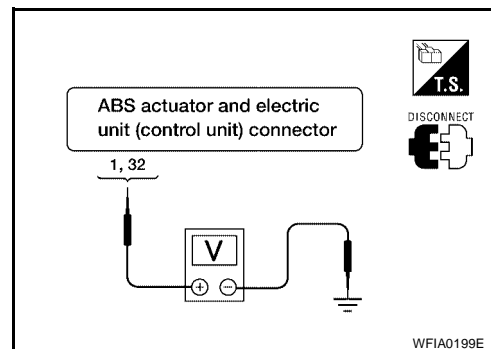 T.S.
DISCONNECT
ABS actuator and electric
unit (control unit) connector
1, 32
V
+ −
WFIA0199E